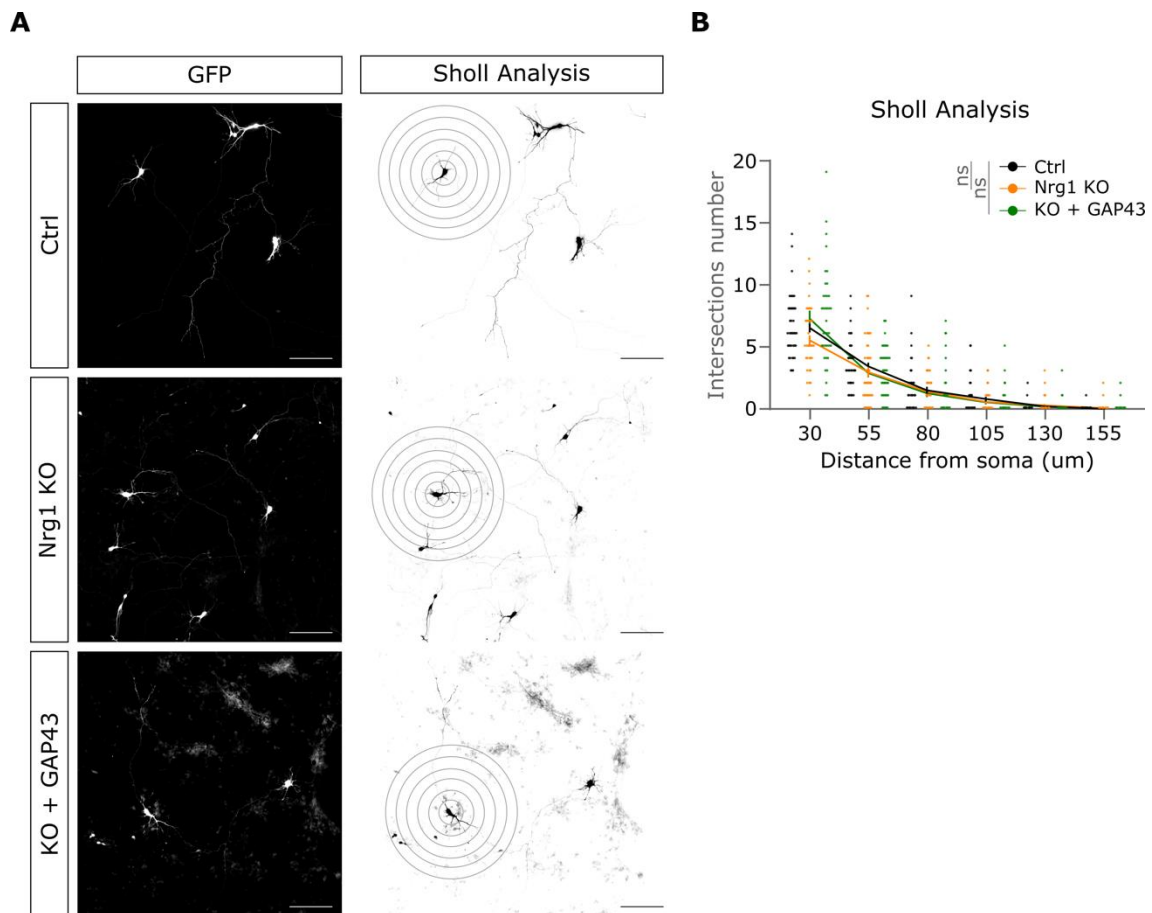 A
B
GFP
Sholl Analysis
Ctrl
Nrg1 KO
KO + GAP43
Sholl Analysis
20
15
10
5
0
Intersections number
ns
ns
Ctrl
Nrg1 KO
KO + GAP43
30 55 80 105 130 155
Distance from soma (um)